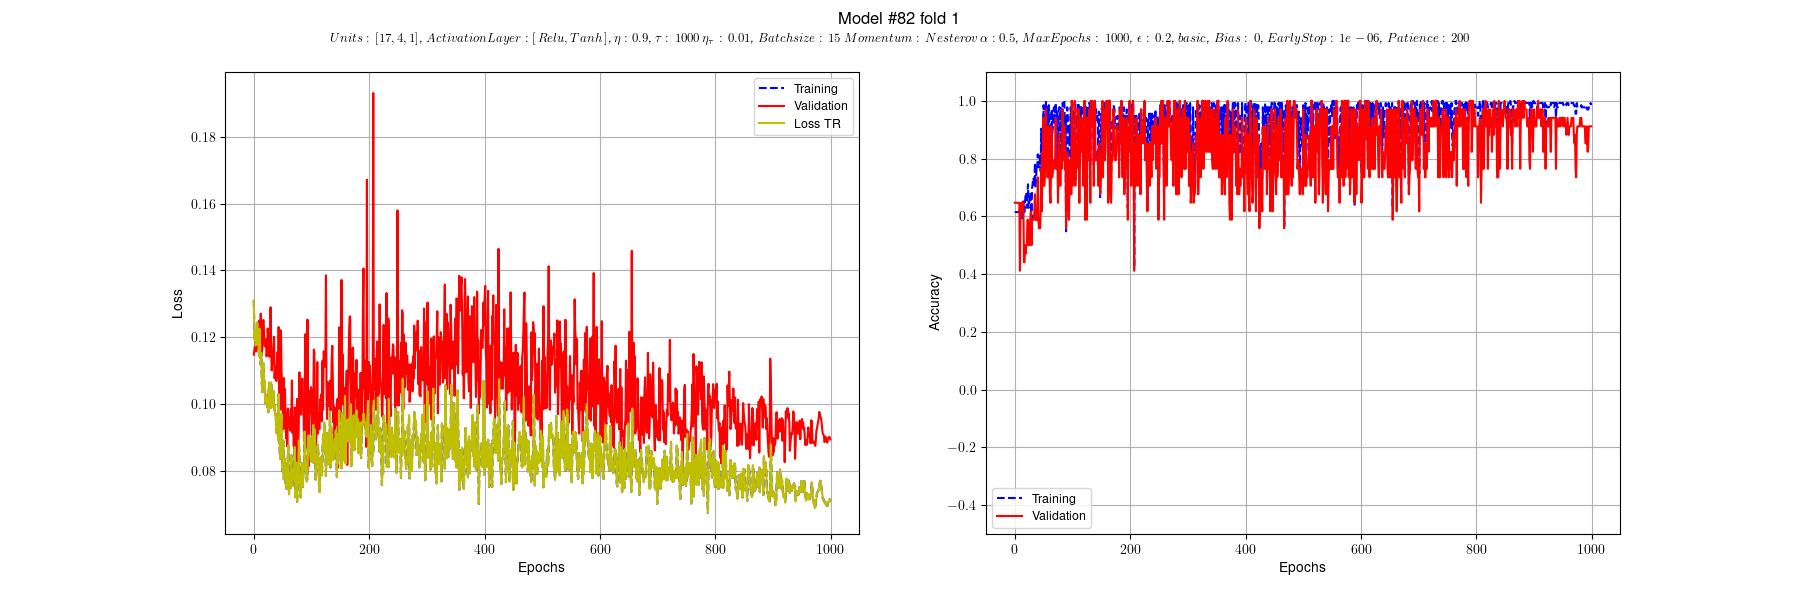 Model #82 fold 1
Units : [17, 4, 1], ActivationLayer : [Relu, Tanh], η : 0.9, τ : 1000 ητ : 0.01, Batchsize : 15 Momentum : Nesterov α : 0.5, MaxEpochs : 1000, ϵ : 0.2, basic, Bias : 0, EarlyStop : 1e − 06, Patience : 200
Training
Validation
Loss TR
0.18
0.16
0.14
0.12
0.10
0.08
Loss
0 200 400 600 800 1000
Epochs
1.0
0.8
0.6
0.4
0.2
0.0
−0.2
−0.4
Accuracy
Training
Validation
0 200 400 600 800 1000
Epochs